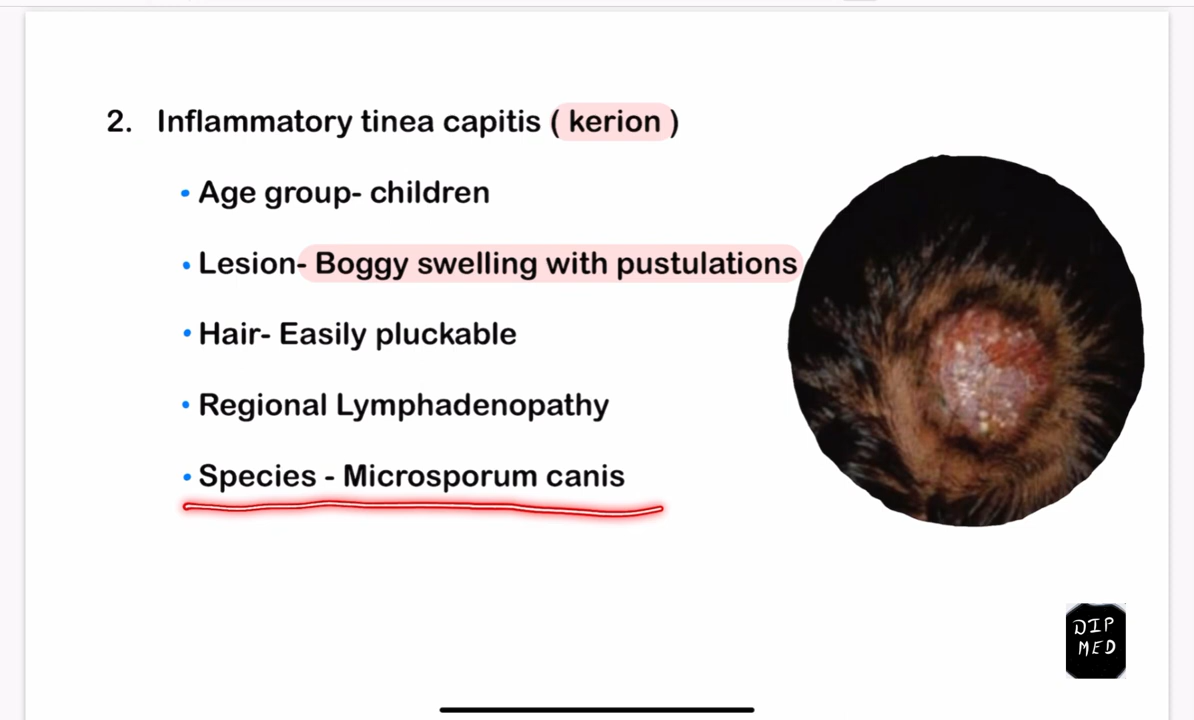 2. Inflammatory tinea capitis ( kerion )
• Age group- children
• Lesion- Boggy swelling with pustulations
• Hair- Easily pluckable
• Regional Lymphadenopathy
• Species - Microsporum canis
DIP
MED